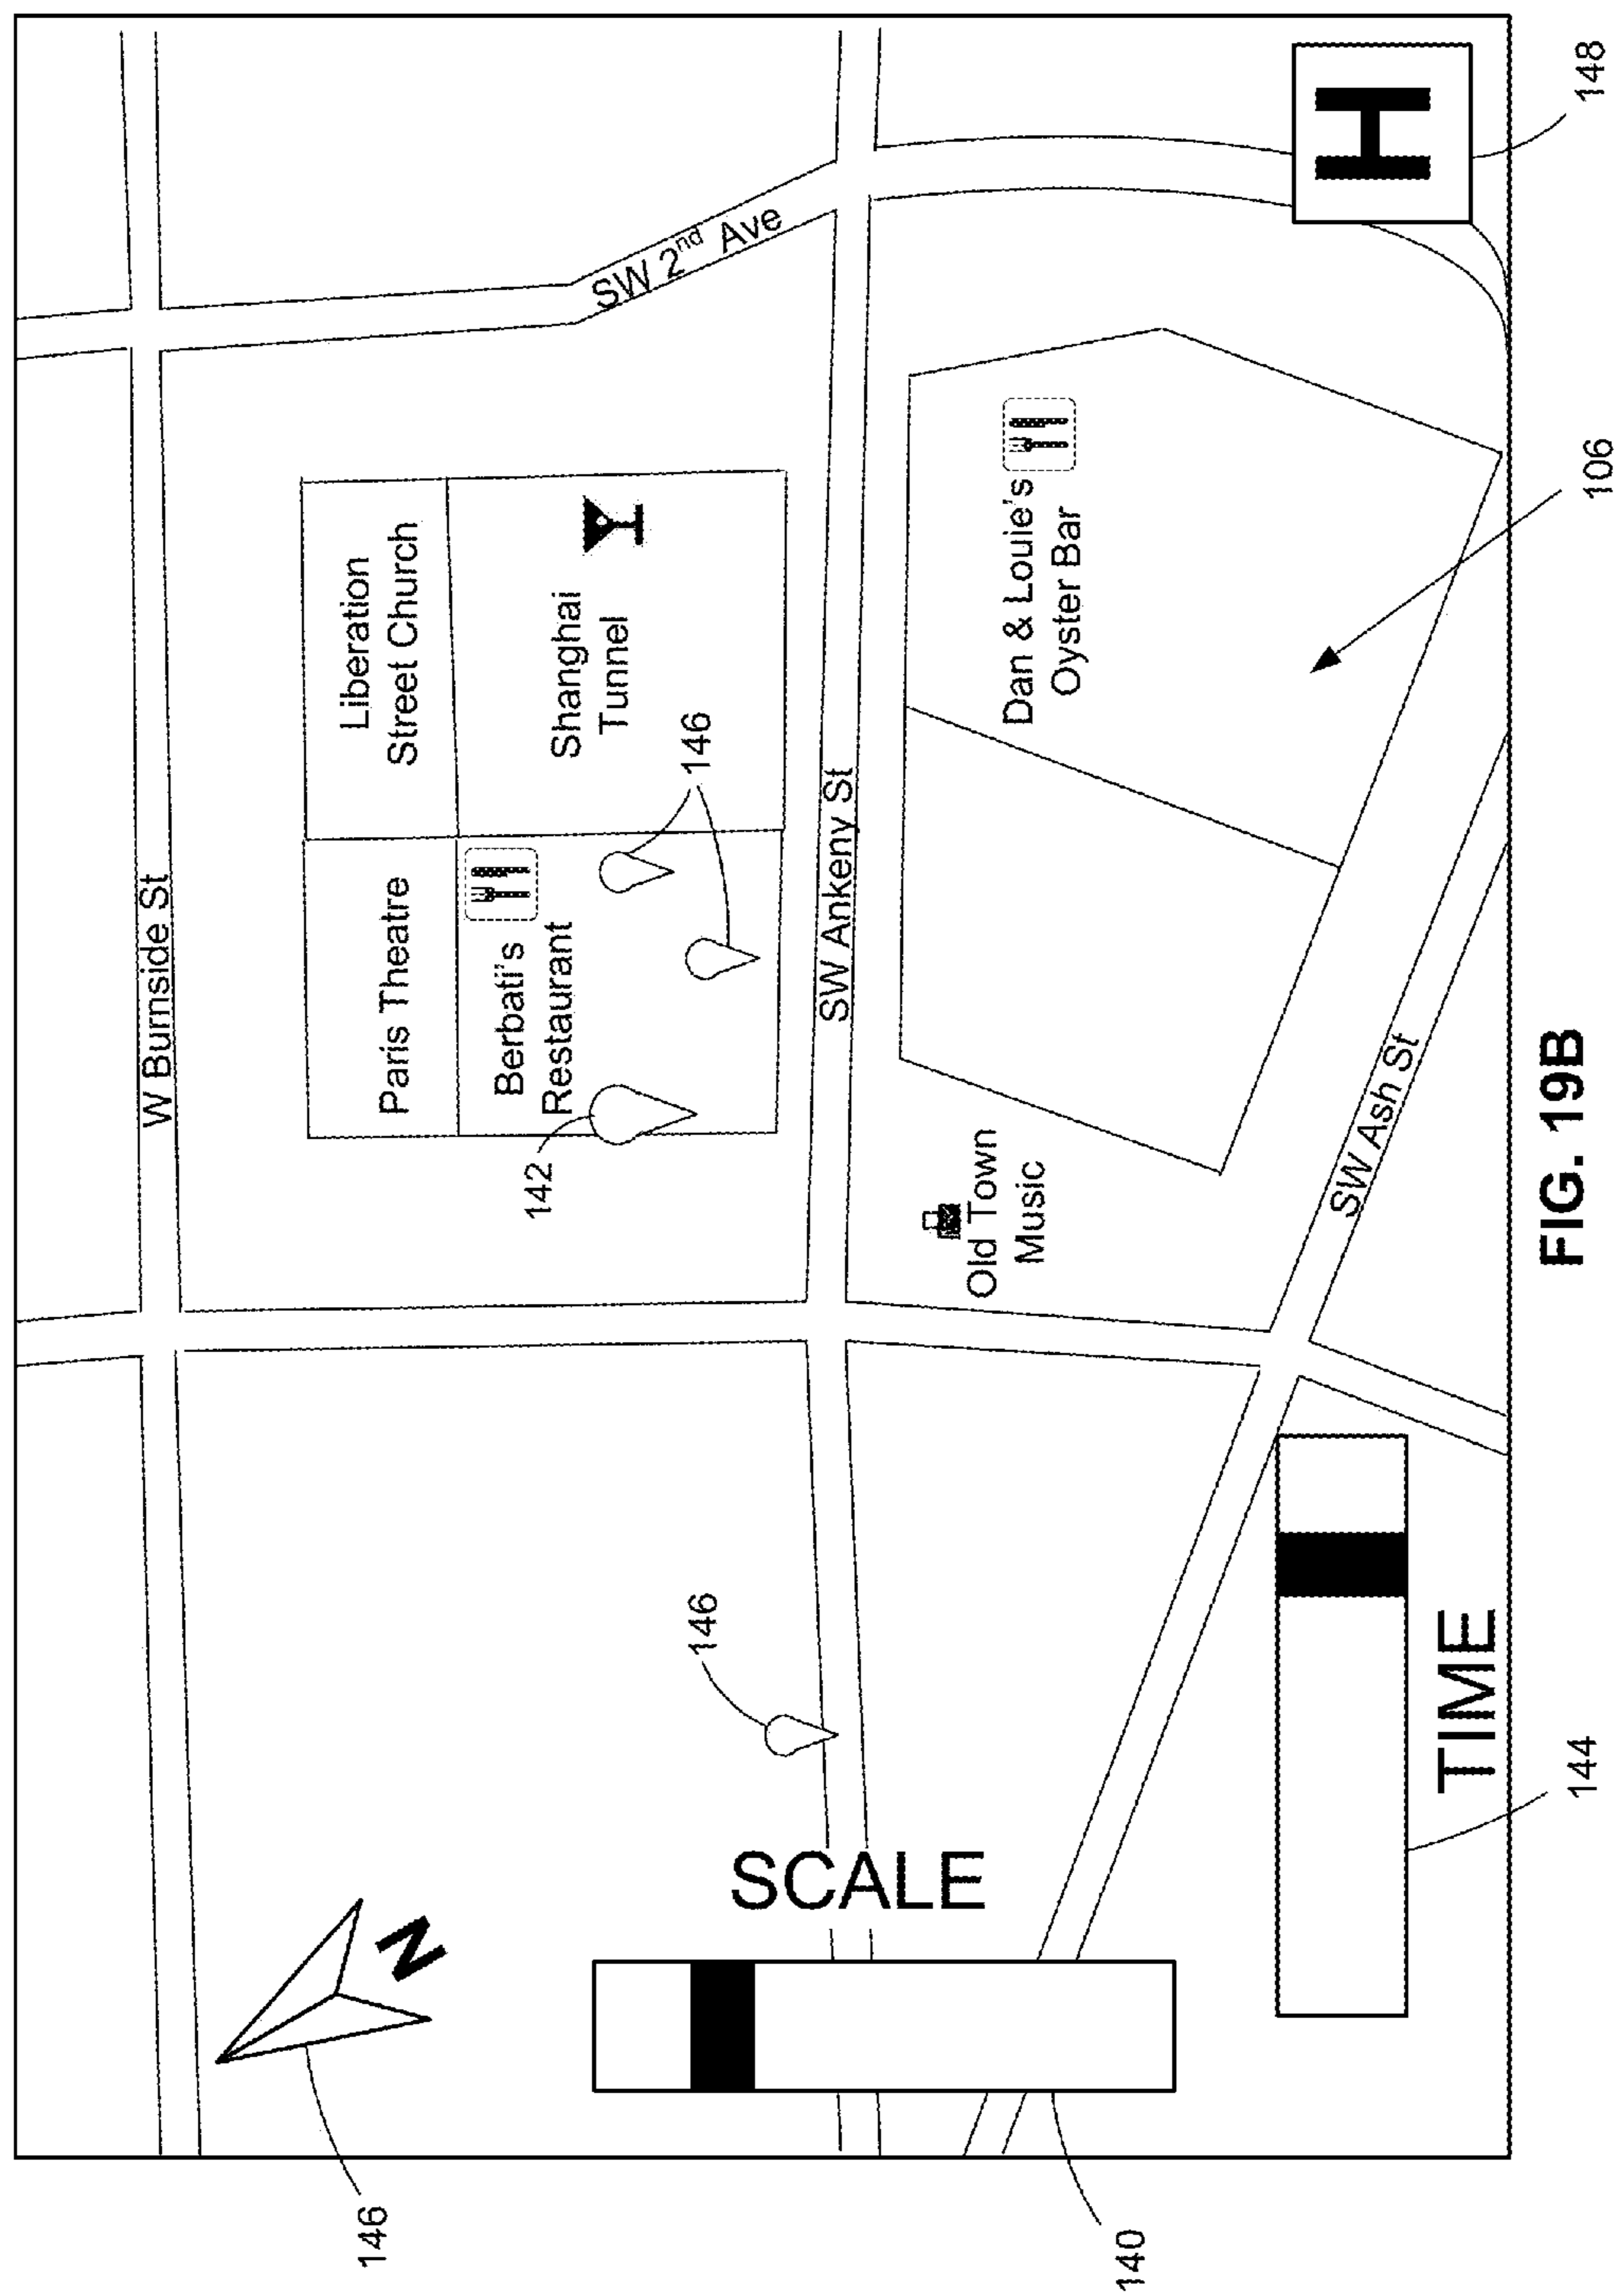 W Burnside St
Liberation
Street Church
Paris Theatre
Berbati's
Restaurant
Shanghai
Tunnel
SW 2nd Ave
142
146
146
SW Ankeny St
SCALE
Old Town
Music
Dan & Louie's
Oyster Bar
SW Ash St
N
H
TIME
146
140
144
106
148
FIG. 19B